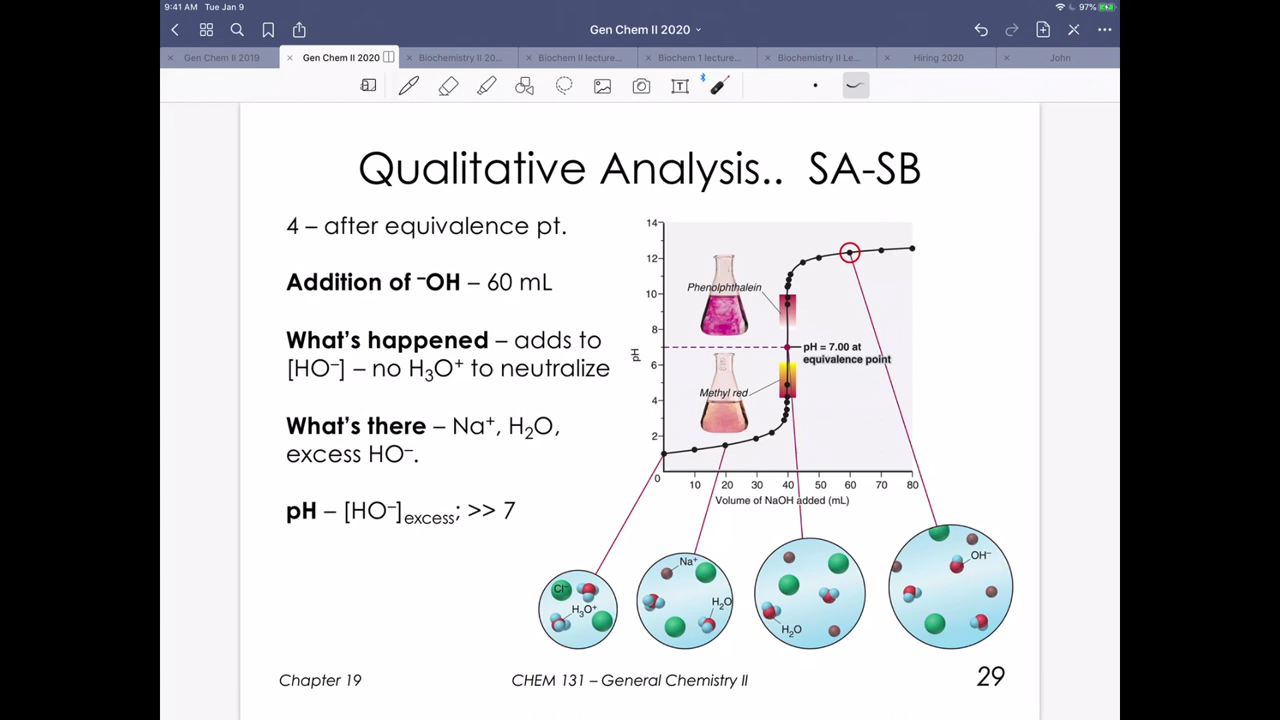 9:41 AM Tue Jan 9
97%
Gen Chem II 2020
Gen Chem II 2019
Gen Chem II 2020
Biochemistry II 20...
Biochem II lecture...
Biochem 1 lecture...
Biochemistry II Le...
Hiring 2020
John
Qualitative Analysis.. SA-SB
4 – after equivalence pt.
Addition of ⁻OH – 60 mL
What's happened – adds to
[HO⁻] – no H₃O⁺ to neutralize
What's there – Na⁺, H₂O,
excess HO⁻.
pH – [HO⁻]excess; >> 7
14
12
10
8
6
4
2
0
pH
Phenolphthalein
pH = 7.00 at
equivalence point
Methyl red
10 20 30 40 50 60 70 80
Volume of NaOH added (mL)
Cl⁻
H₃O⁺
Na⁺
H₂O
H₂O
OH⁻
Chapter 19
CHEM 131 – General Chemistry II
29